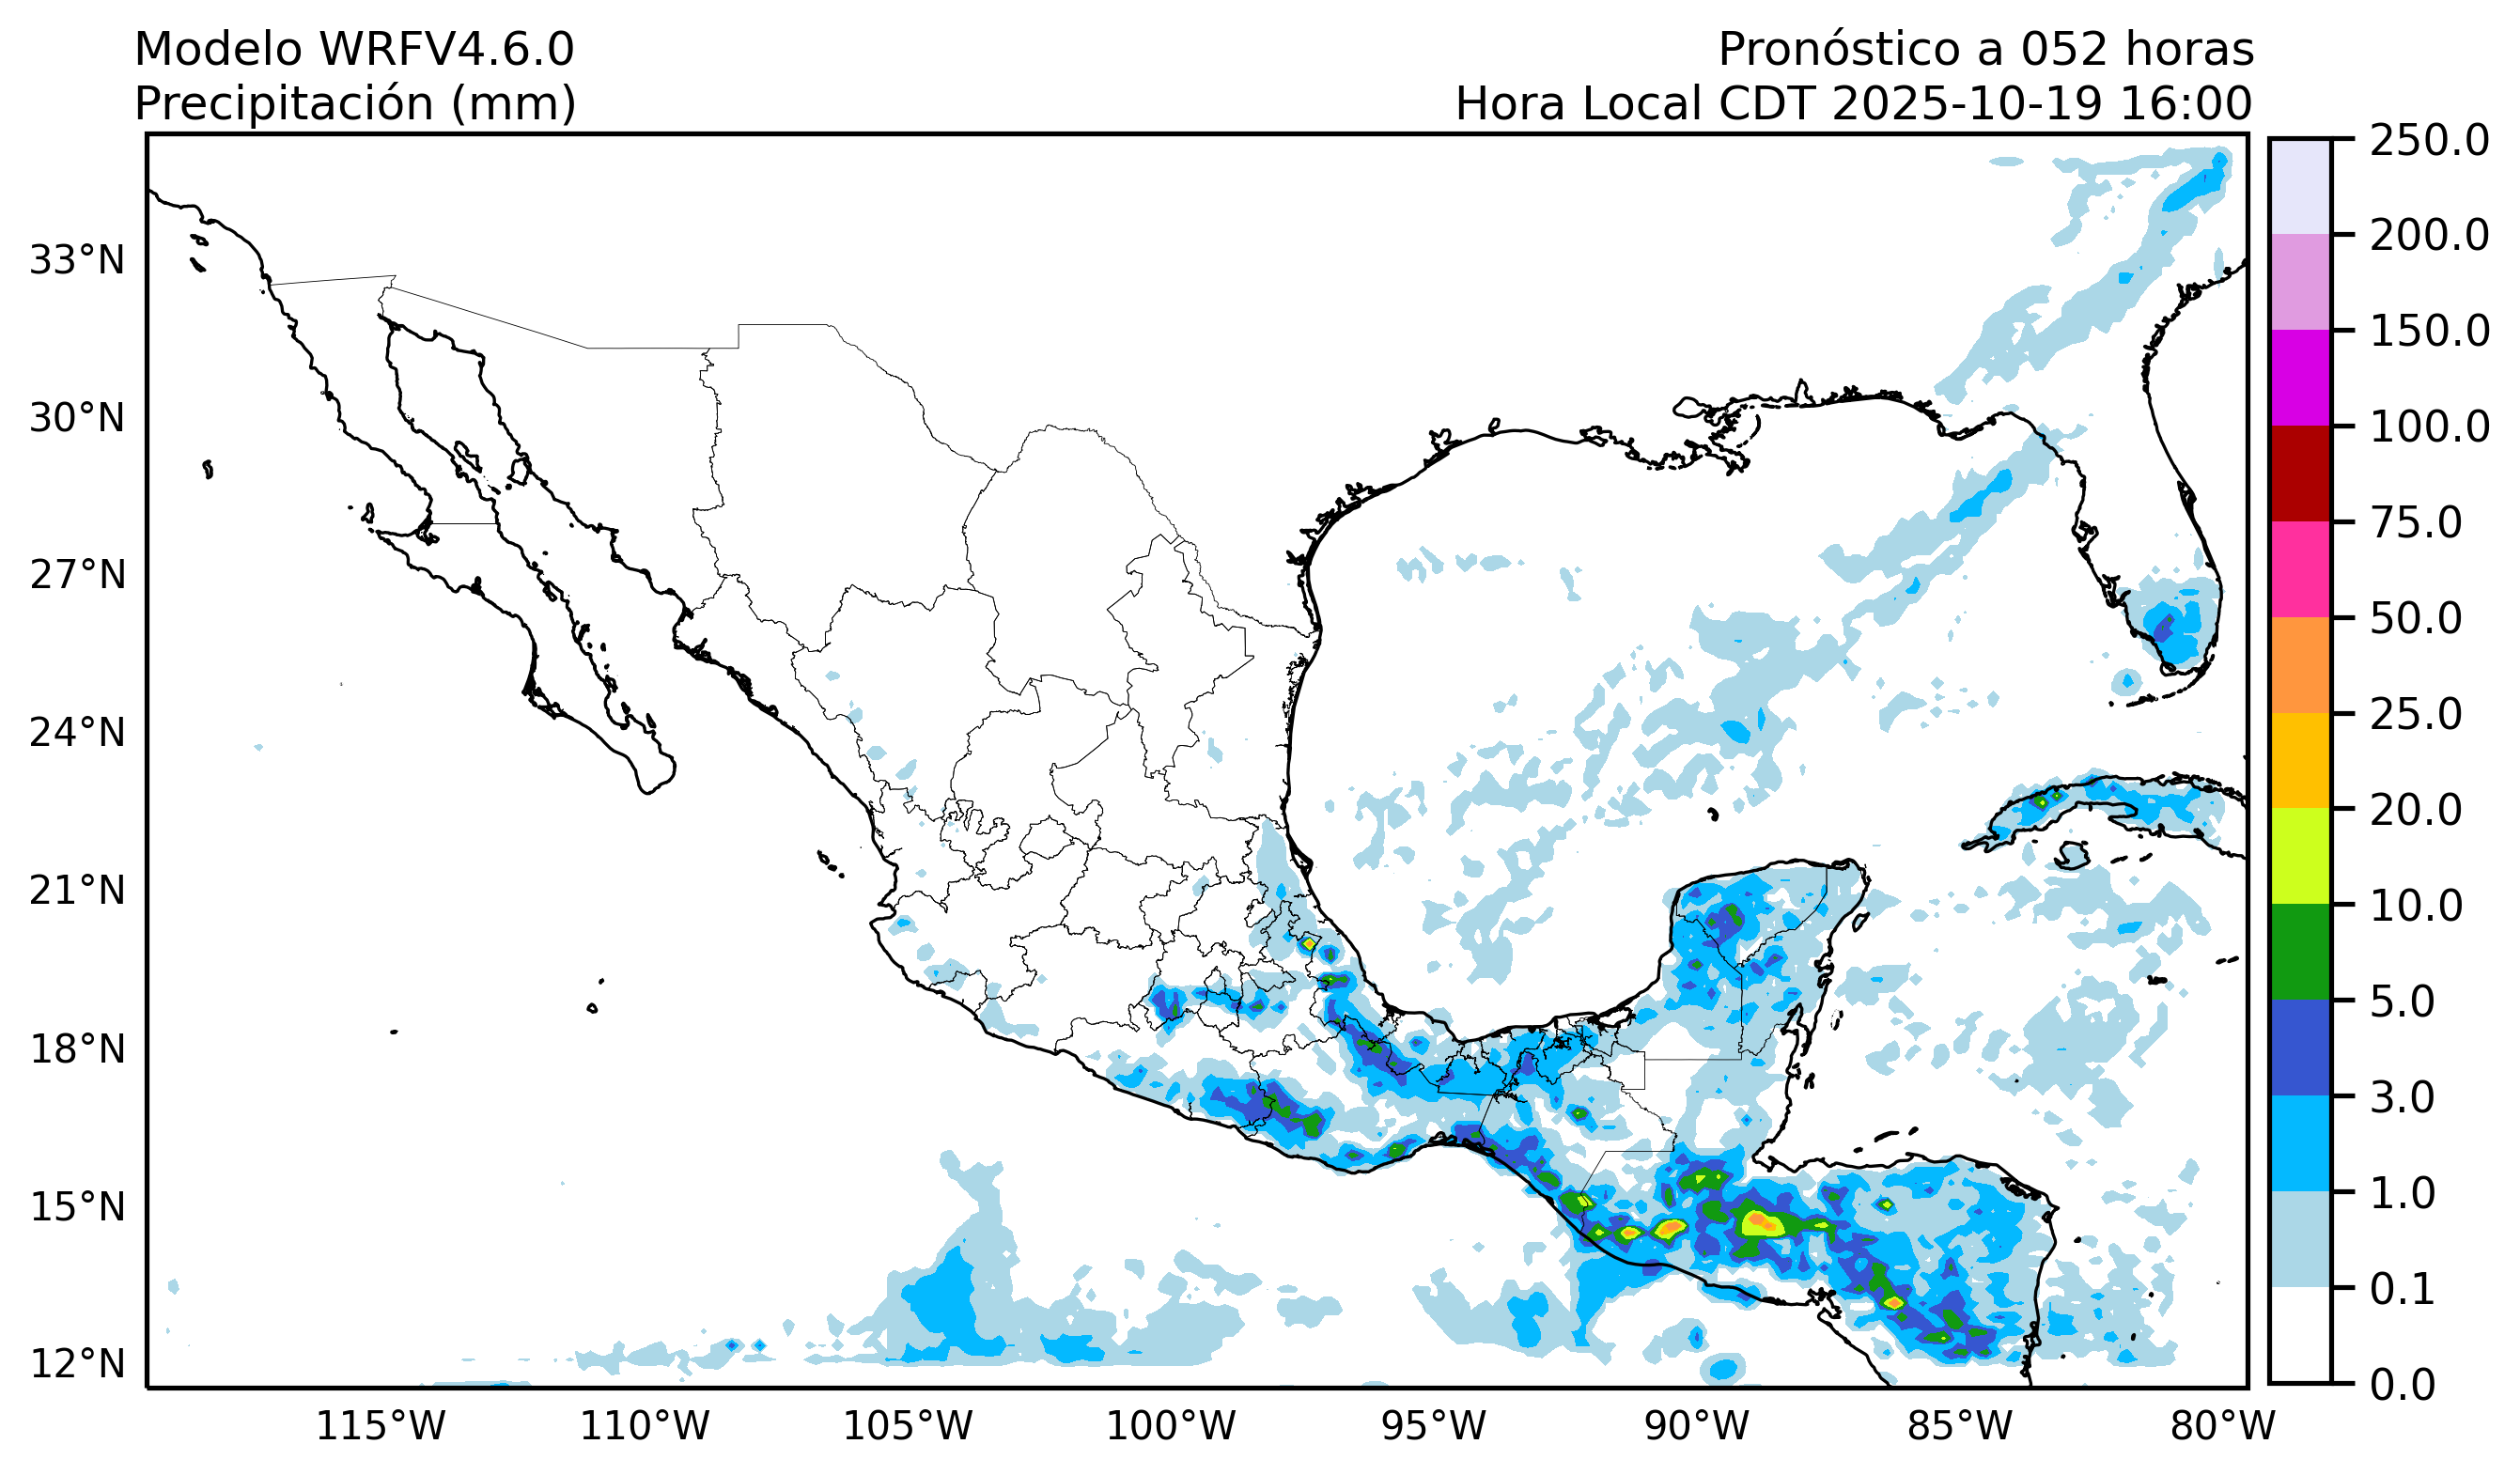 Modelo WRFV4.6.0
Precipitación (mm)
Pronóstico a 052 horas
Hora Local CDT 2025-10-19 16:00
33°N
30°N
27°N
24°N
21°N
18°N
15°N
12°N
115°W
110°W
105°W
100°W
95°W
90°W
85°W
80°W
250.0
200.0
150.0
100.0
75.0
50.0
25.0
20.0
10.0
5.0
3.0
1.0
0.1
0.0